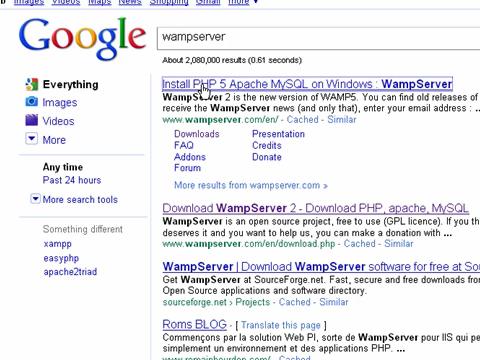 Images Videos Maps News Shopping Gmail more ▼
Google
wampserver
About 2,080,000 results (0.61 seconds)
Everything
Images
Videos
More
Any time
Past 24 hours
More search tools
Something different
xampp
easyphp
apache2triad
Install PHP 5 Apache MySQL on Windows : WampServer
WampServer 2 is the new version of WAMP5. You can find old releases of
receive the WampServer news (and only that), enter your email address : ...
www.wampserver.com/en/ - Cached - Similar
Downloads Presentation
FAQ Credits
Addons Donate
Forum
More results from wampserver.com »
Download WampServer 2 - Download PHP, apache, MySQL
WampServer is an open source project, free to use (GPL licence). If you th
deserves it and you want to help us, you can make a donation with ...
www.wampserver.com/en/download.php - Cached - Similar
WampServer | Download WampServer software for free at Sou
Get WampServer at SourceForge.net. Fast, secure and free downloads from
Open Source applications and software directory.
sourceforge.net › Projects - Cached - Similar
Roms BLOG - [ Translate this page ]
Commençons par la solution Web PI, sorte de WampServer pour IIS qui pe
simplement un environnement et des applications PHP. ...